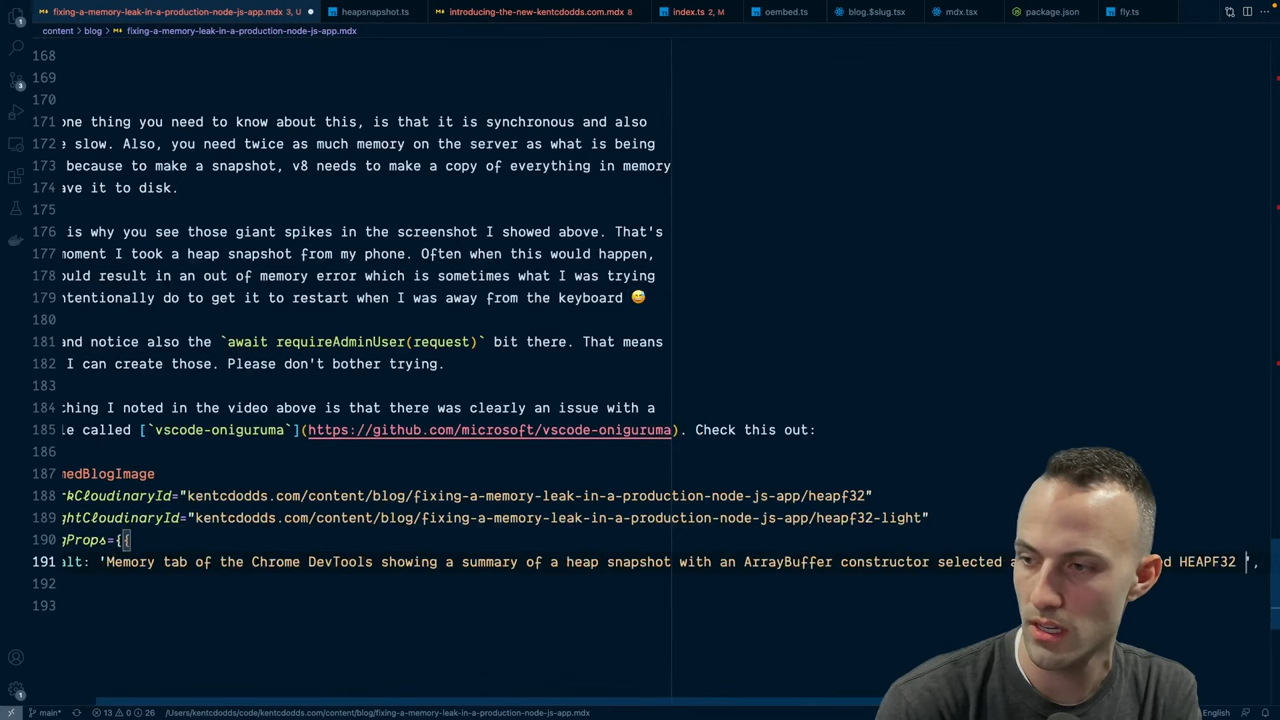 fixing-a-memory-leak-in-a-production-node-js-app.mdx 3, U
heapsnapshot.ts
introducing-the-new-kentcdodds.com.mdx 8
index.ts 2, M
oembed.ts
blog.$slug.tsx
mdx.tsx
package.json
fly.ts
content > blog > fixing-a-memory-leak-in-a-production-node-js-app.mdx
168
169
170
171 one thing you need to know about this, is that it is synchronous and also
172 slow. Also, you need twice as much memory on the server as what is being
173 because to make a snapshot, v8 needs to make a copy of everything in memory
174 ave it to disk.
175
176 is why you see those giant spikes in the screenshot I showed above. That's
177 moment I took a heap snapshot from my phone. Often when this would happen,
178 ould result in an out of memory error which is sometimes what I was trying
179 ntentionally do to get it to restart when I was away from the keyboard 😅
180
181 and notice also the `await requireAdminUser(request)` bit there. That means
182 I can create those. Please don't bother trying.
183
184 ching I noted in the video above is that there was clearly an issue with a
185 le called [`vscode-oniguruma`](https://github.com/microsoft/vscode-oniguruma). Check this out:
186
187 medBlogImage
188 rkCloudinaryId="kentcdodds.com/content/blog/fixing-a-memory-leak-in-a-production-node-js-app/heapf32"
189 ghtCloudinaryId="kentcdodds.com/content/blog/fixing-a-memory-leak-in-a-production-node-js-app/heapf32-light"
190 gProps={{
191 alt: 'Memory tab of the Chrome DevTools showing a summary of a heap snapshot with an ArrayBuffer constructor selected HEAPF32 ',
192
193
3
1
1
main* 13 0 26 /Users/kentcdodds/code/kentcdodds.com/content/blog/fixing-a-memory-leak-in-a-production-node-js-app.mdx English